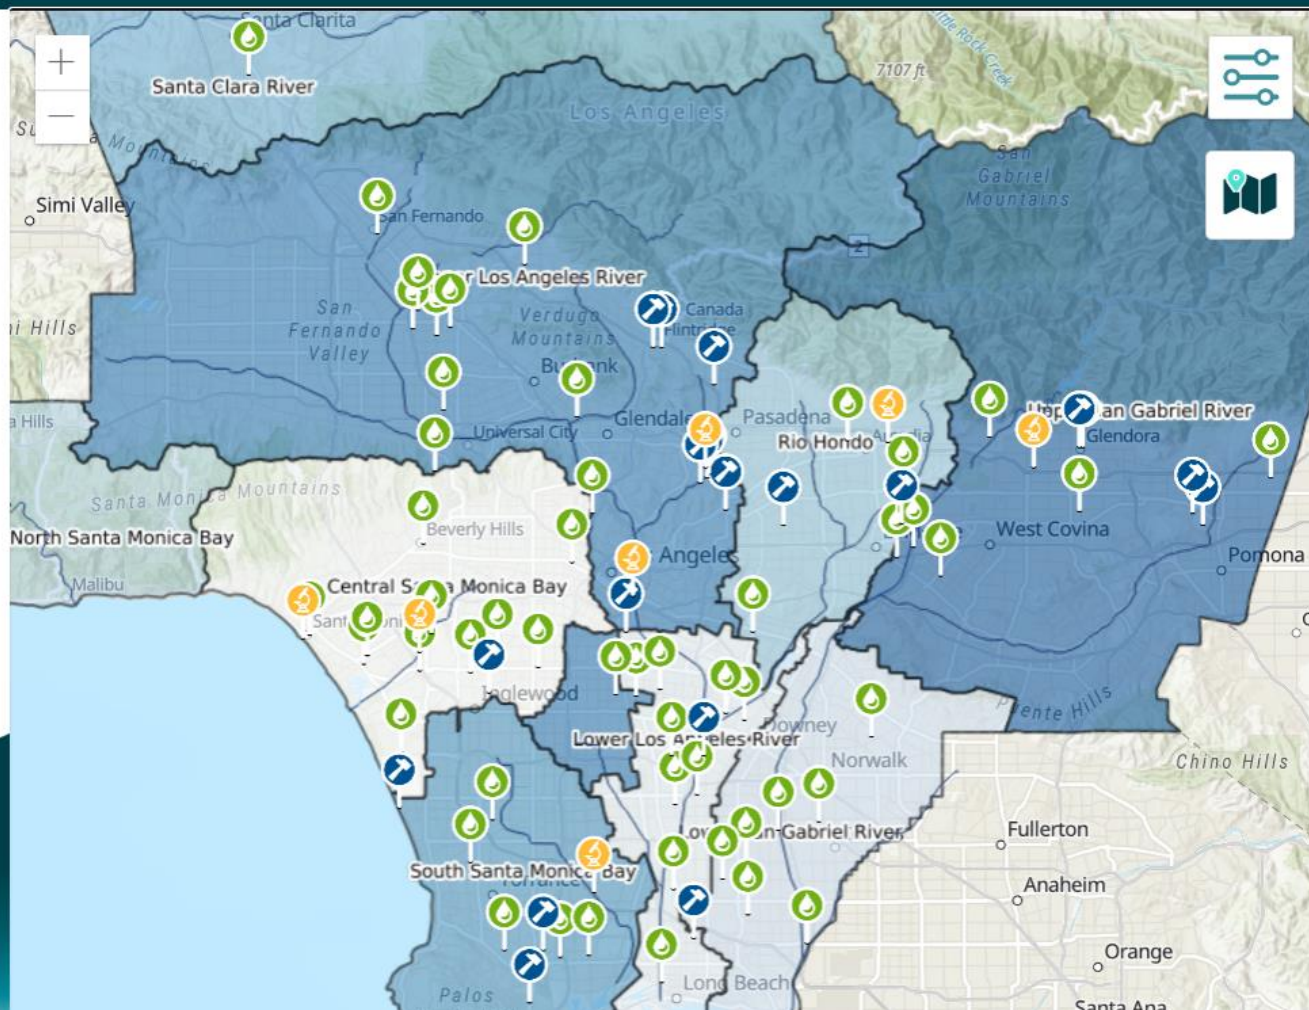 Santa Clarita
Santa Clara River
Los Angeles
7107 ft
Little Rock Creek
+
−
Simi Valley
San
Gabriel
Mountains
San Fernando
2
Los Angeles River
San
Fernando
Valley
Verdugo
Mountains
Canada
Flintridge
Glendale
Pasadena
Universal City
Rio Hondo
San Gabriel River
Glendora
Santa Monica Mountains
Beverly Hills
North Santa Monica Bay
Malibu
West Covina
Pomona
Angeles
Central Santa Monica Bay
Inglewood
Puente Hills
Downey
Lower Los Angeles River
Norwalk
Chino Hills
Fullerton
San Gabriel River
South Santa Monica Bay
Torrance
Anaheim
Orange
Long Beach
Palos
Santa Ana